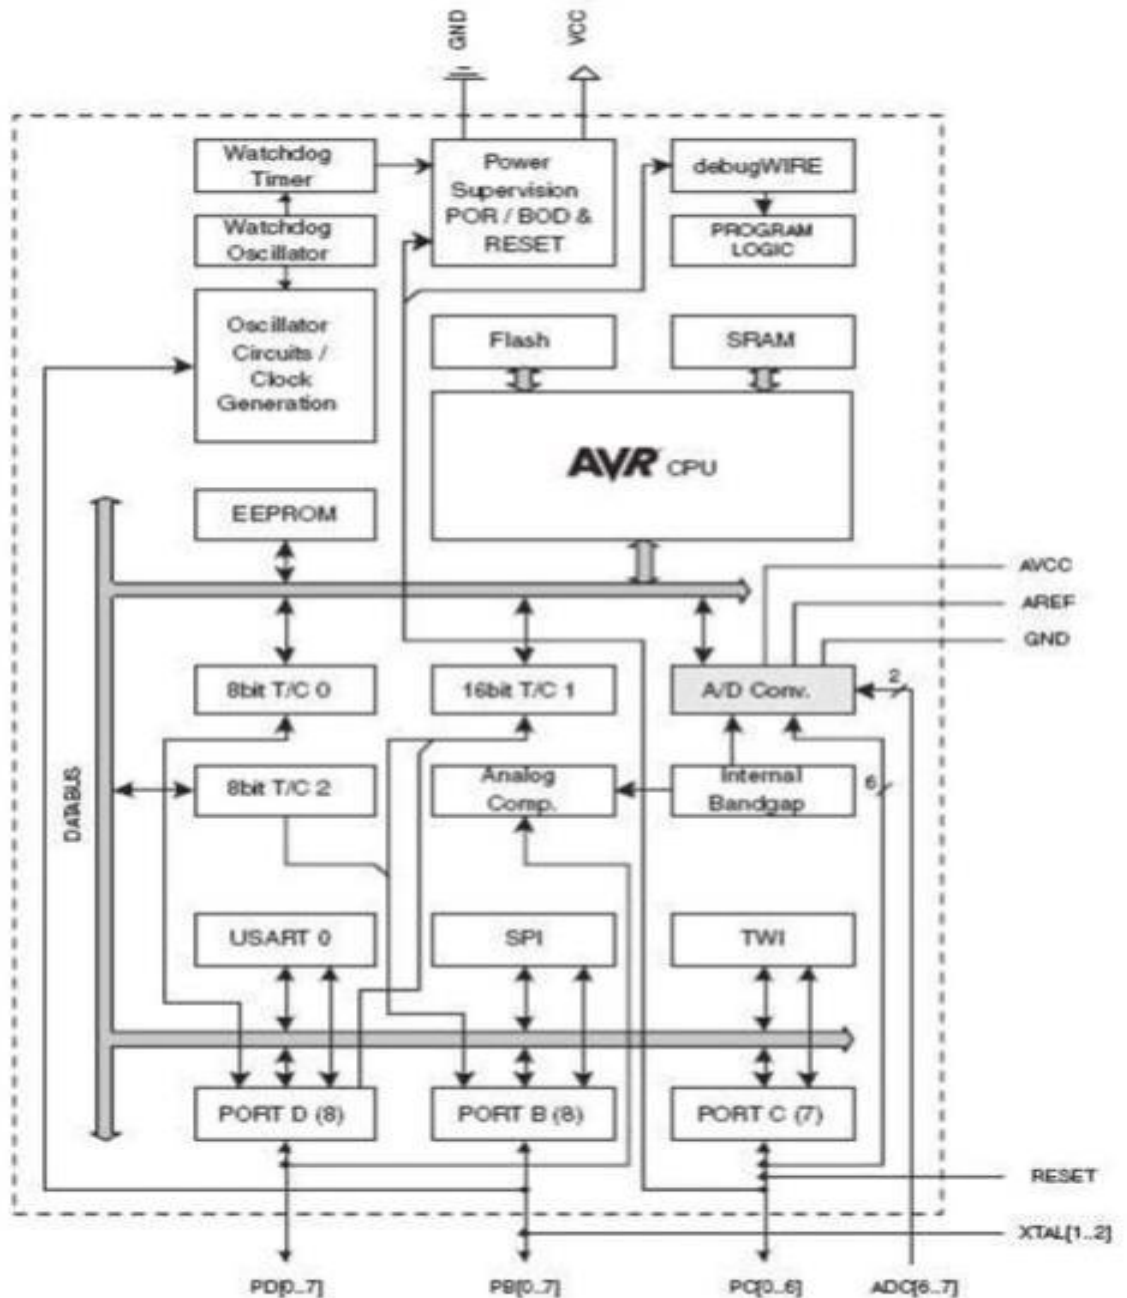 GND
VCC
Watchdog
Timer
Power
Supervision
POR / BOD &
RESET
debugWIRE
Watchdog
Oscillator
PROGRAM
LOGIC
Oscillator
Circuits /
Clock
Generation
Flash
SRAM
AVR CPU
EEPROM
AVCC
AREF
GND
8bit T/C 0
16bit T/C 1
A/D Conv.
2
DATABUS
8bit T/C 2
Analog
Comp.
Internal
Bandgap
6
USART 0
SPI
TWI
PORT D (8)
PORT B (8)
PORT C (7)
RESET
XTAL[1..2]
PD[0..7]
PB[0..7]
PC[0..6]
ADC[6..7]